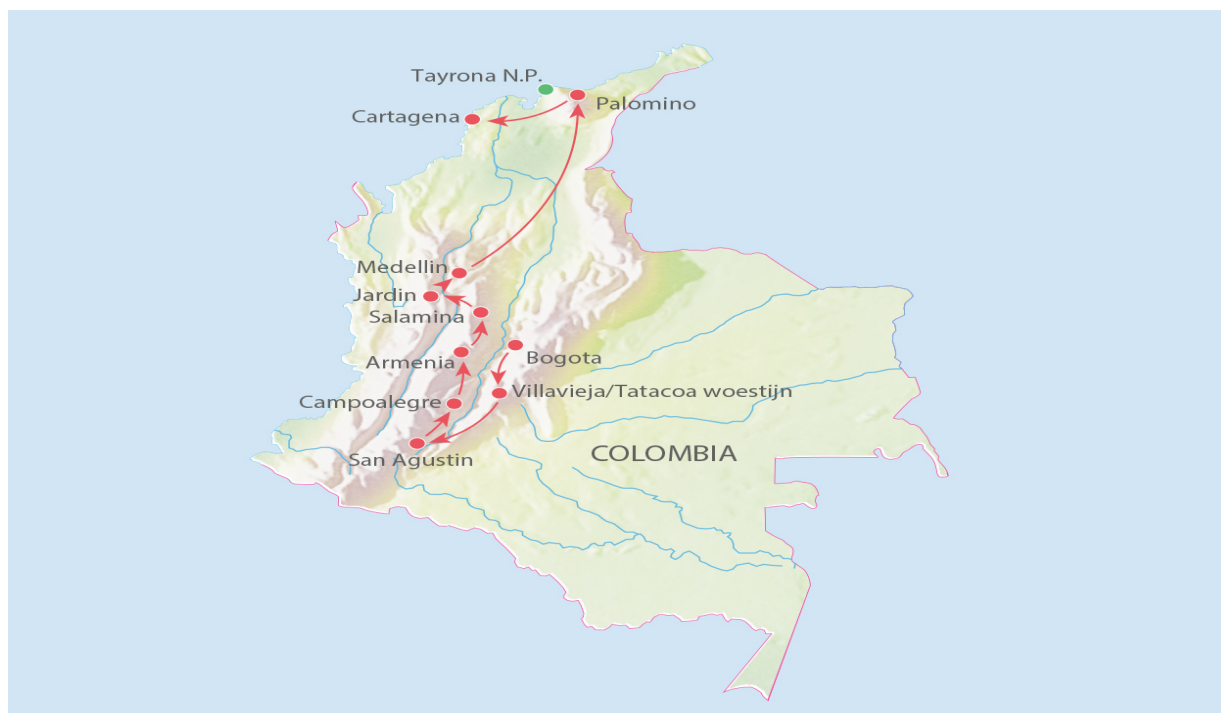 Tayrona N.P.
Palomino
Cartagena
Medellin
Jardin
Salamina
Armenia
Bogota
Villavieja/Tatacoa woestijn
Campoalegre
COLOMBIA
San Agustin